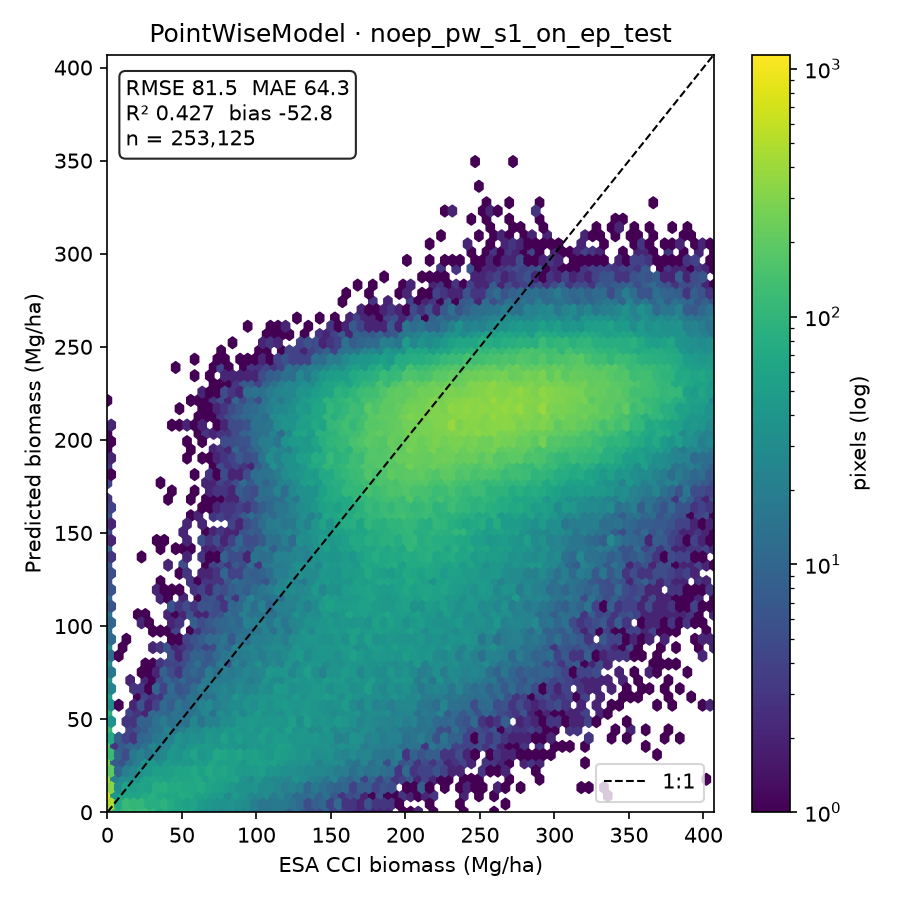 PointWiseModel · noep_pw_s1_on_ep_test
RMSE 81.5  MAE 64.3
R² 0.427  bias -52.8
n = 253,125
400
350
300
250
200
150
100
50
0
Predicted biomass (Mg/ha)
0 50 100 150 200 250 300 350 400
ESA CCI biomass (Mg/ha)
1:1
10³
10²
10¹
10⁰
pixels (log)